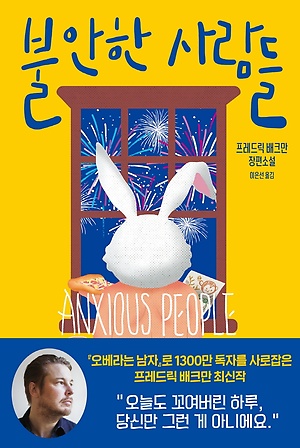 불안한 사람들
프레드릭 배크만
장편소설
이은선 옮김
ANXIOUS PEOPLE
『오베라는 남자』로 1300만 독자를 사로잡은
프레드릭 배크만 최신작
"오늘도 꼬여버린 하루,
당신만 그런 게 아니에요."